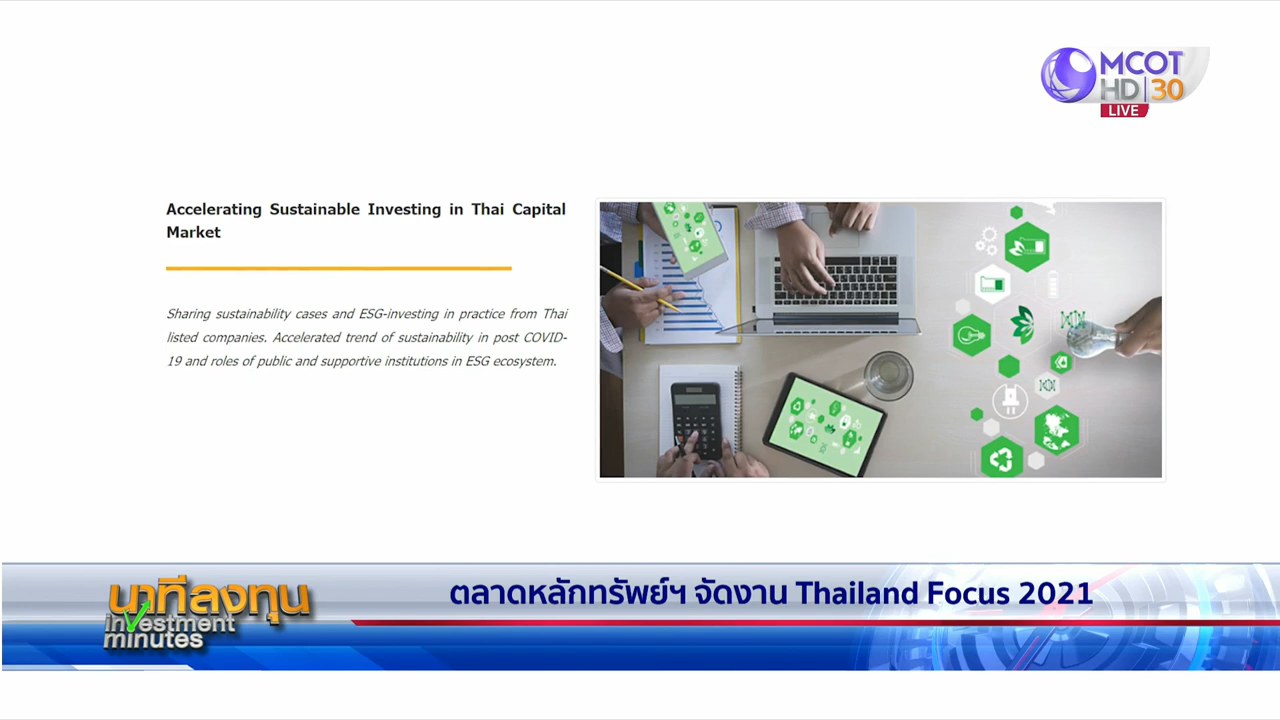 MCOT
HD 30
LIVE
Accelerating Sustainable Investing in Thai Capital
Market
Sharing sustainability cases and ESG-investing in practice from Thai
listed companies. Accelerated trend of sustainability in post COVID-
19 and roles of public and supportive institutions in ESG ecosystem.
นาทีลงทุน
investment
minutes
ตลาดหลักทรัพย์ฯ จัดงาน Thailand Focus 2021